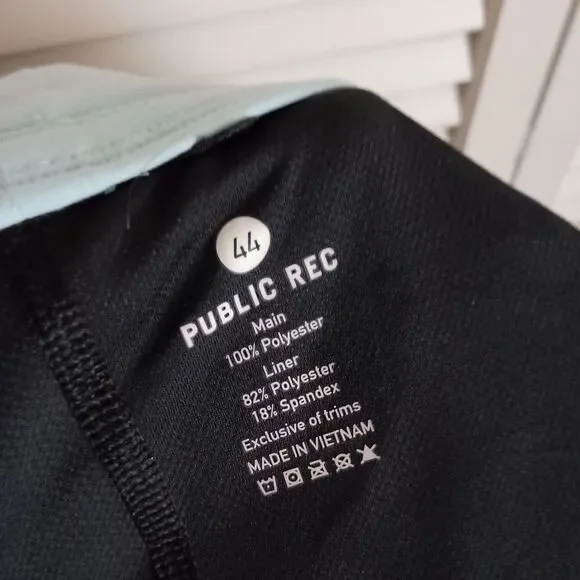 44
PUBLIC REC
Main
100% Polyester
Liner
82% Polyester
18% Spandex
Exclusive of trims
MADE IN VIETNAM